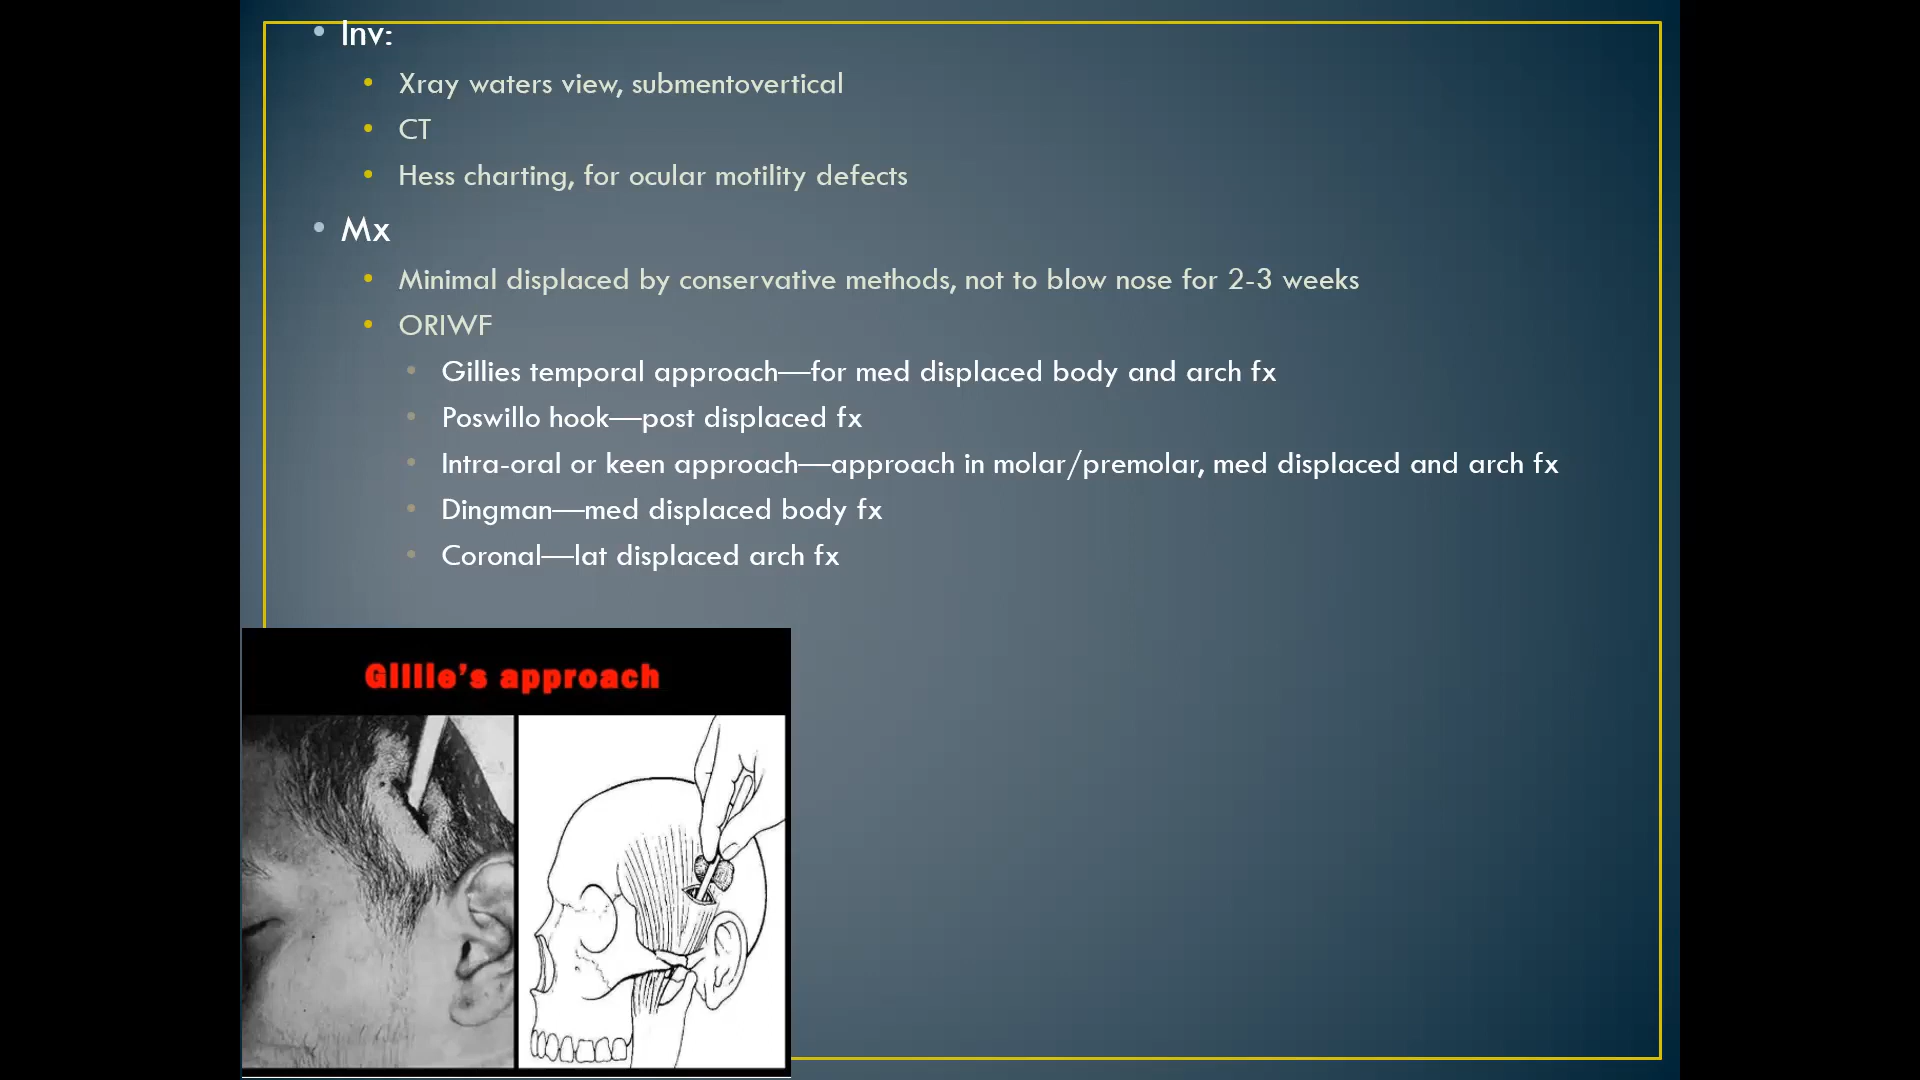 Inv:
Xray waters view, submentovertical
CT
Hess charting, for ocular motility defects
Mx
Minimal displaced by conservative methods, not to blow nose for 2-3 weeks
ORIWF
Gillies temporal approach—for med displaced body and arch fx
Poswillo hook—post displaced fx
Intra-oral or keen approach—approach in molar/premolar, med displaced and arch fx
Dingman—med displaced body fx
Coronal—lat displaced arch fx
Gillie's approach